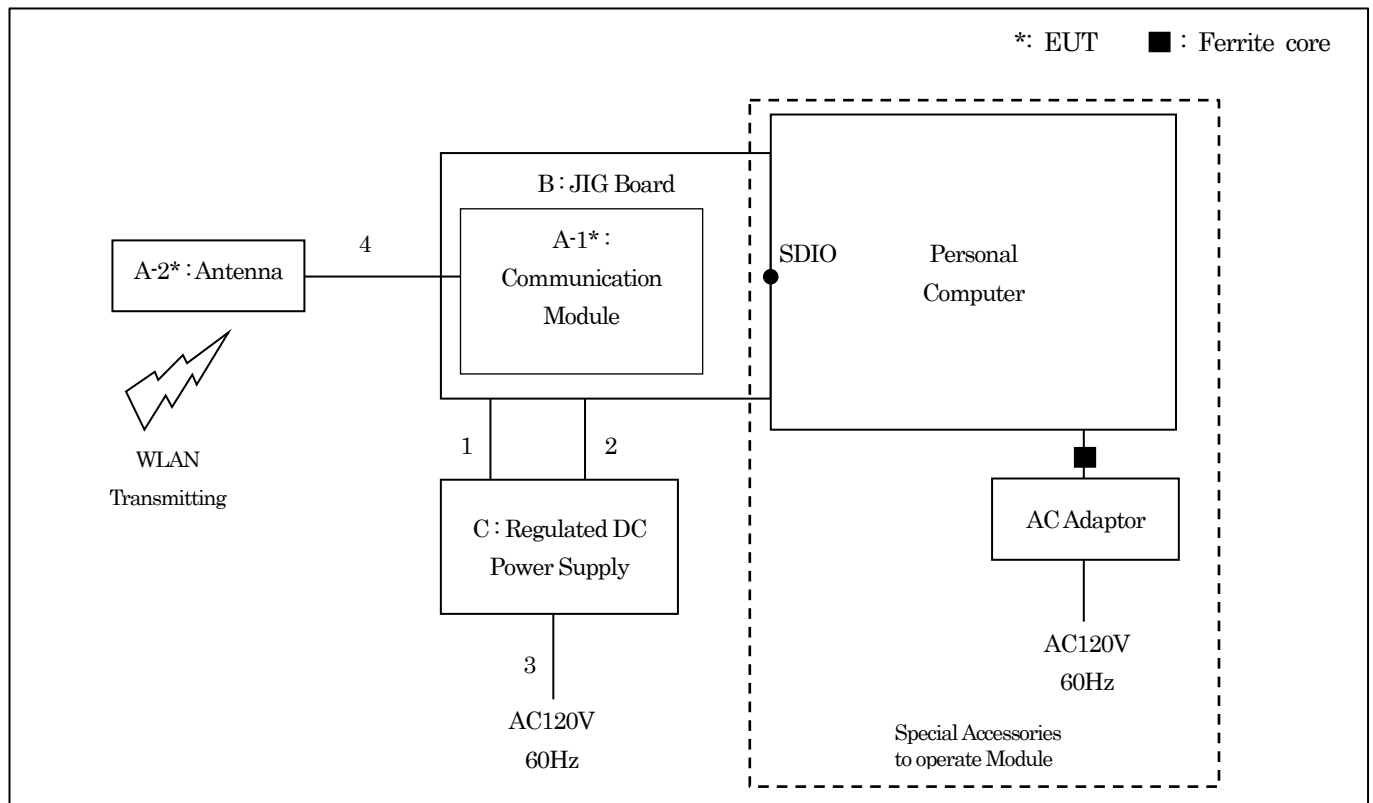 *: EUT ■: Ferrite core
B：JIG Board
A-1*：
Communication
Module
4
A-2*：Antenna
SDIO
Personal
Computer
WLAN
Transmitting
1
2
C：Regulated DC
Power Supply
AC Adaptor
3
AC120V
60Hz
AC120V
60Hz
Special Accessories
to operate Module